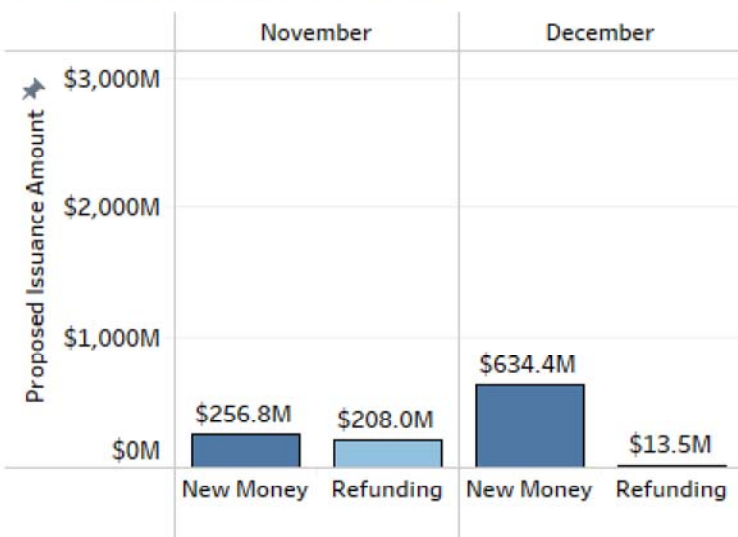 November
December
Proposed Issuance Amount
$3,000M
$2,000M
$1,000M
$0M
$256.8M
$208.0M
$634.4M
$13.5M
New Money
Refunding
New Money
Refunding